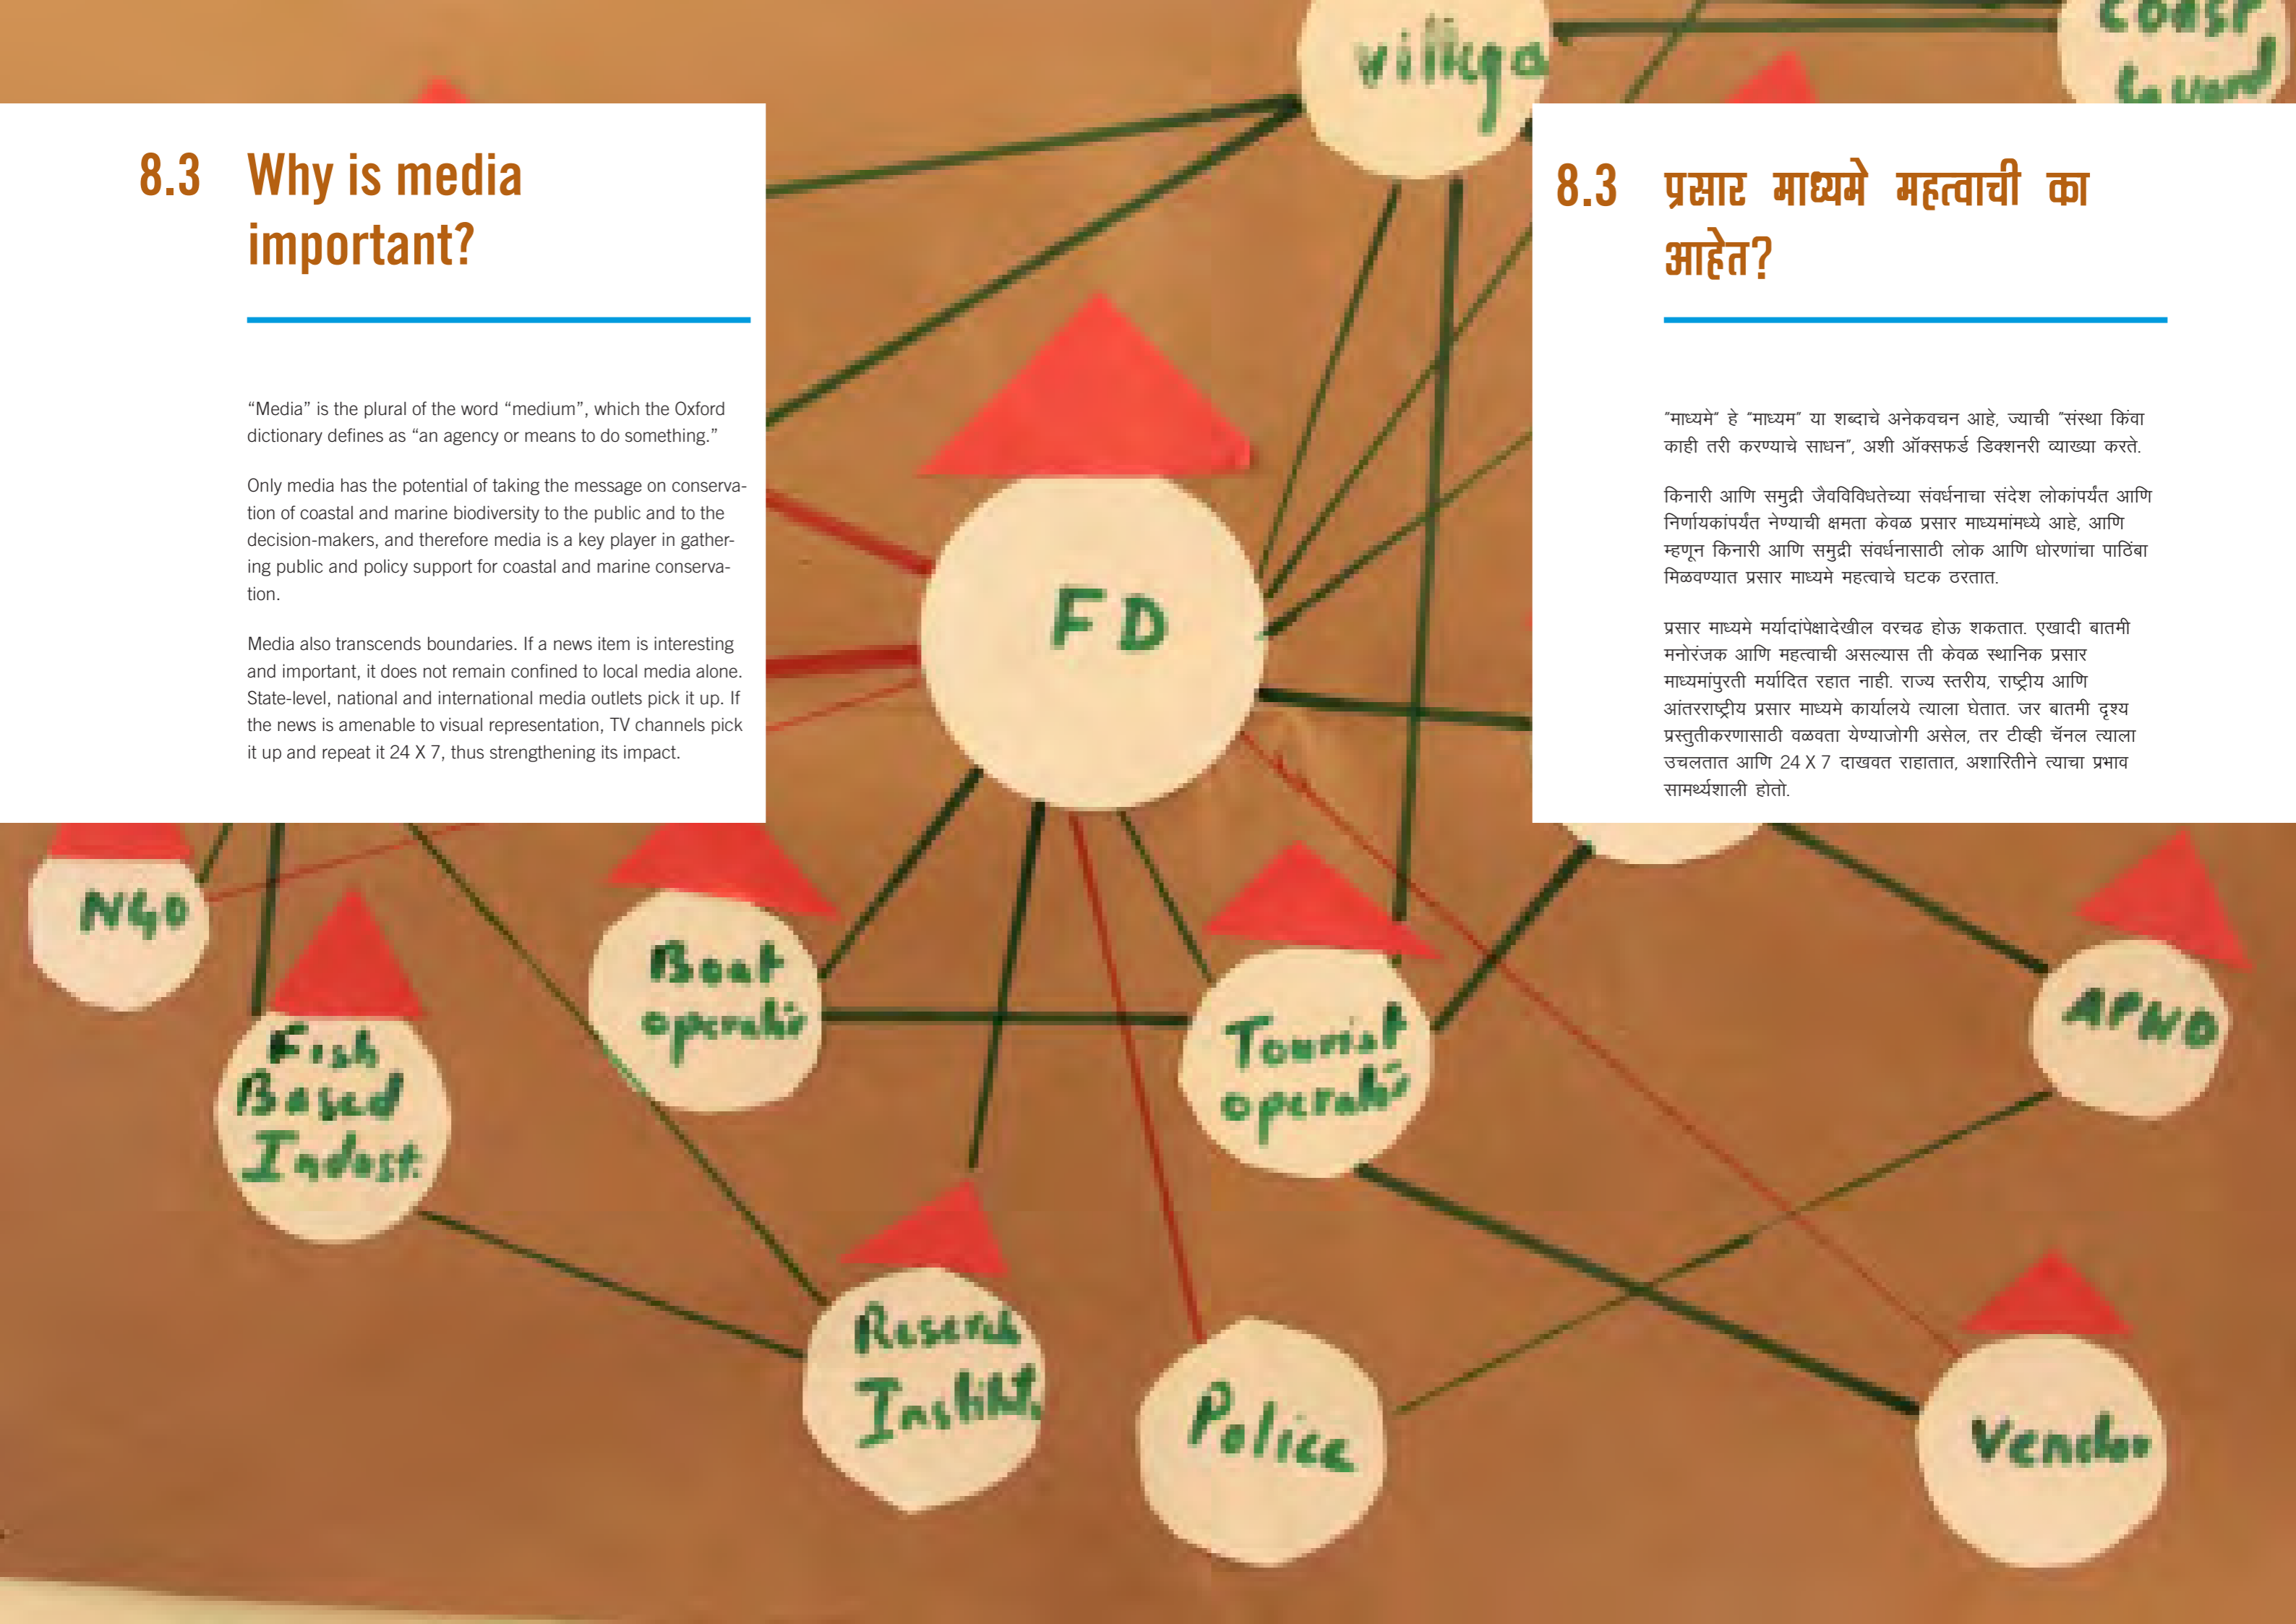 8.3 Why is media
important?
“Media” is the plural of the word “medium”, which the Oxford
dictionary defines as “an agency or means to do something.”
Only media has the potential of taking the message on conserva-
tion of coastal and marine biodiversity to the public and to the
decision-makers, and therefore media is a key player in gather-
ing public and policy support for coastal and marine conserva-
tion.
Media also transcends boundaries. If a news item is interesting
and important, it does not remain confined to local media alone.
State-level, national and international media outlets pick it up. If
the news is amenable to visual representation, TV channels pick
it up and repeat it 24 X 7, thus strengthening its impact.
8.3 प्रसार माध्यमे महत्वाची का
आहेत?
"माध्यमे" हे "माध्यम" या शब्दाचे अनेकवचन आहे, ज्याची "संस्था किंवा
काही तरी करण्याचे साधन", अशी ऑक्सफर्ड डिक्शनरी व्याख्या करते.
किनारी आणि समुद्री जैवविविधतेच्या संवर्धनाचा संदेश लोकांपर्यंत आणि
निर्णायकांपर्यंत नेण्याची क्षमता केवळ प्रसार माध्यमांमध्ये आहे, आणि
म्हणून किनारी आणि समुद्री संवर्धनासाठी लोक आणि धोरणांचा पाठिंबा
मिळवण्यात प्रसार माध्यमे महत्वाचे घटक ठरतात.
प्रसार माध्यमे मर्यादांपेक्षादेखील वरचढ होऊ शकतात. एखादी बातमी
मनोरंजक आणि महत्वाची असल्यास ती केवळ स्थानिक प्रसार
माध्यमांपुरती मर्यादित रहात नाही. राज्य स्तरीय, राष्ट्रीय आणि
आंतरराष्ट्रीय प्रसार माध्यमे कार्यालये त्याला घेतात. जर बातमी दृश्य
प्रस्तुतीकरणासाठी वळवता येण्याजोगी असेल, तर टीव्ही चॅनल त्याला
उचलतात आणि 24 X 7 दाखवत राहातात, अशारितीने त्याचा प्रभाव
सामर्थ्यशाली होतो.
FD
NGO
Boat
Fish
Based
Indust.
Tourist
Police
Vendor